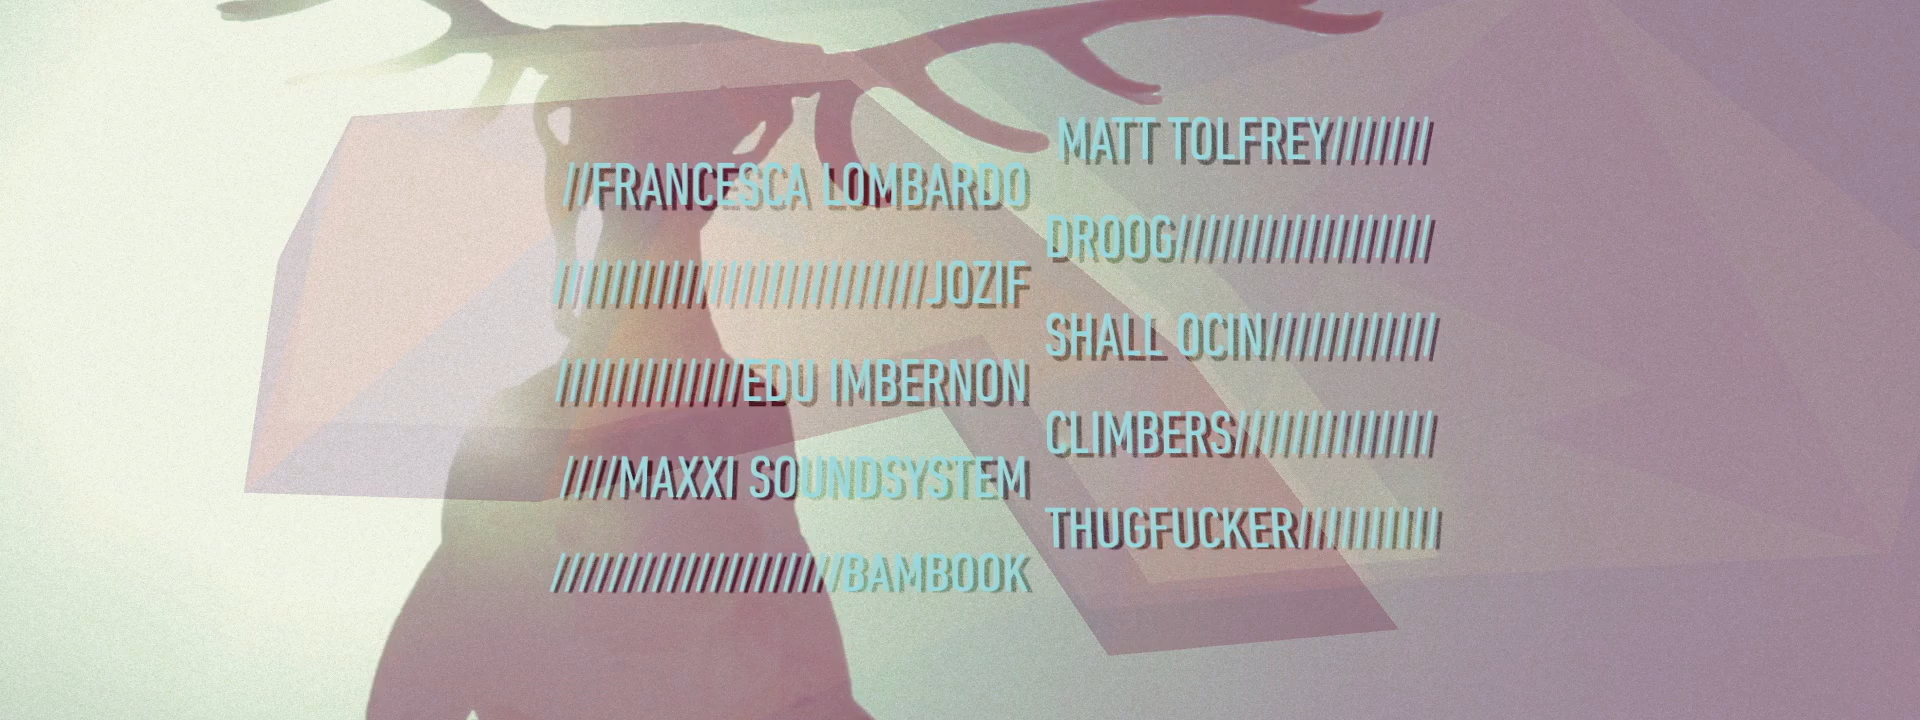 //FRANCESCA LOMBARDO
//////////////////////////JOZIF
/////////////EDU IMBERNON
////MAXXI SOUNDSYSTEM
////////////////////BAMBOOK
MATT TOLFREY///////
DROOG//////////////////
SHALL OCIN////////////
CLIMBERS//////////////
THUGFUCKER//////////